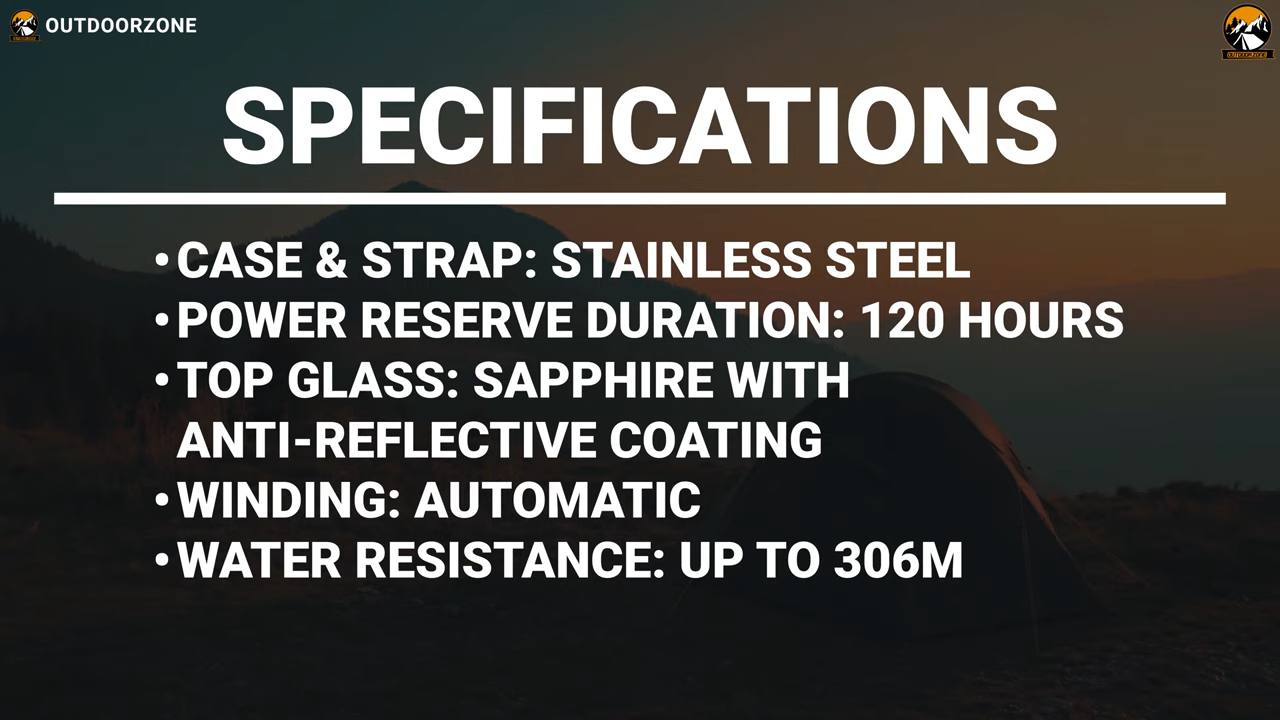 OUTDOORZONE
SPECIFICATIONS
• CASE & STRAP: STAINLESS STEEL
• POWER RESERVE DURATION: 120 HOURS
• TOP GLASS: SAPPHIRE WITH
ANTI-REFLECTIVE COATING
• WINDING: AUTOMATIC
• WATER RESISTANCE: UP TO 306M
OUTDOORZONE